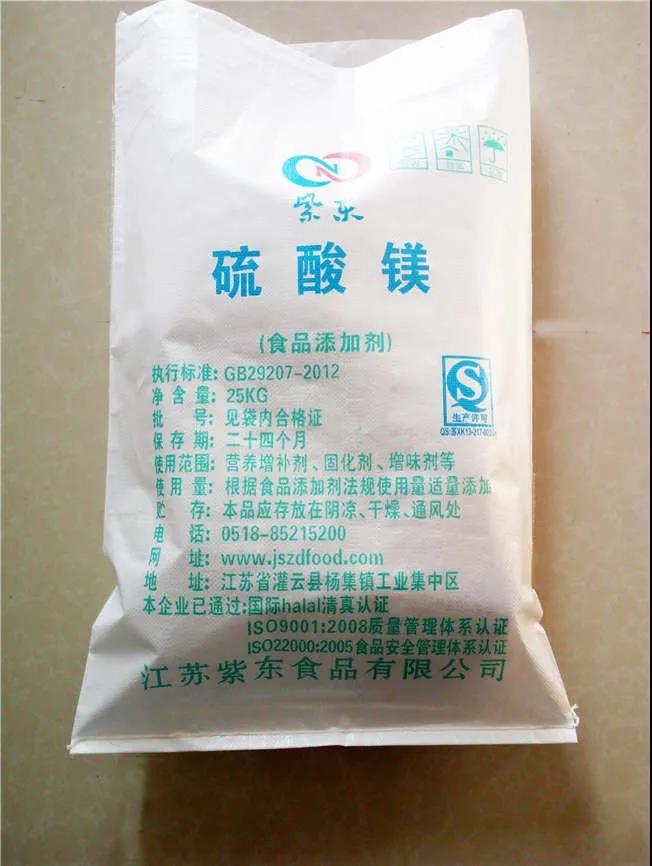 紫东
硫酸镁
(食品添加剂)
执行标准: GB29207-2012
净含量: 25KG
批号: 见袋内合格证
保存期: 二十四个月
使用范围: 营养增补剂、固化剂、增味剂等
使用量: 根据食品添加剂法规使用量适量添加
贮存: 本品应存放在阴凉、干燥、通风处
电话: 0518-85215200
网址: www.jszdfood.com
地址: 江苏省灌云县杨集镇工业集中区
本企业已通过:国际halal清真认证
ISO9001:2008质量管理体系认证
ISO22000:2005食品安全管理体系认证
江苏紫东食品有限公司
生产许可